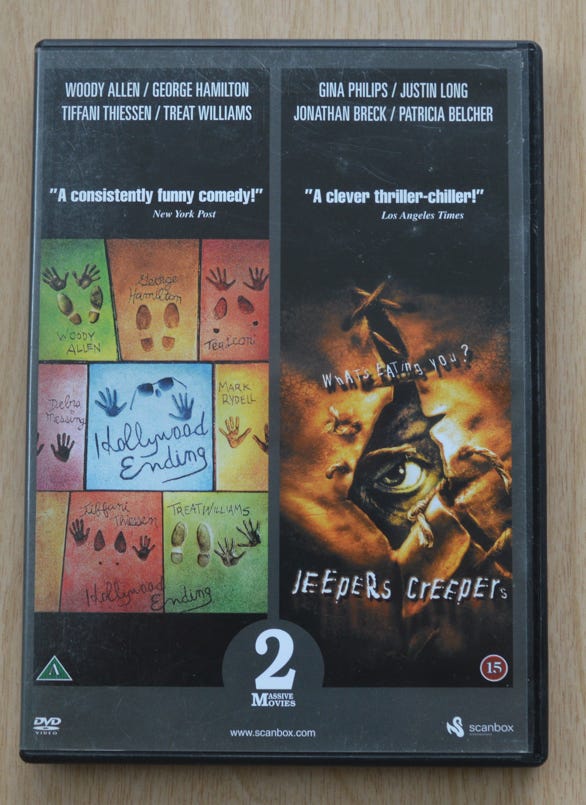 WOODY ALLEN / GEORGE HAMILTON
TIFFANI THIESSEN / TREAT WILLIAMS
"A consistently funny comedy!"
New York Post
George
Hamilton
WOODY
ALLEN
Téa Leoni
Debra
Messing
Hollywood
Ending
MARK
RYDELL
Tiffani
Thiessen
TREAT WILLIAMS
Hollywood
Ending
A
GINA PHILIPS / JUSTIN LONG
JONATHAN BRECK / PATRICIA BELCHER
"A clever thriller-chiller!"
Los Angeles Times
WHAT'S EATING YOU?
JEEPERS CREEPERS
15
2
MASSIVE
MOVIES
DVD
VIDEO
www.scanbox.com
scanbox